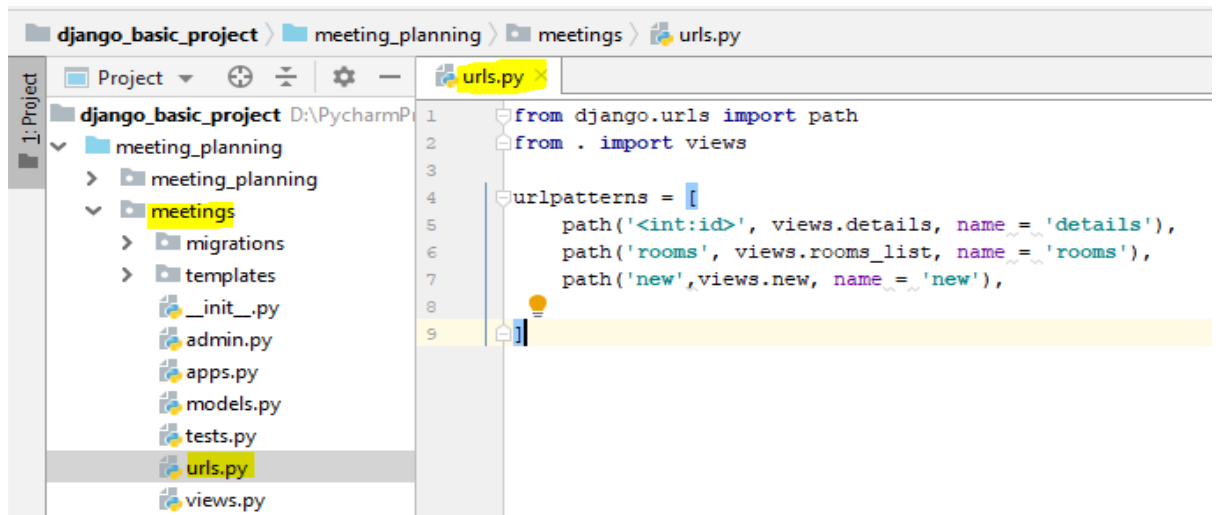 django_basic_project meeting_planning meetings urls.py
1: Project
Project
urls.py
django_basic_project D:\PycharmP
meeting_planning
meeting_planning
meetings
migrations
templates
__init__.py
admin.py
apps.py
models.py
tests.py
urls.py
views.py
1 from django.urls import path
2 from . import views
3
4 urlpatterns = [
5 path('<int:id>', views.details, name = 'details'),
6 path('rooms', views.rooms_list, name = 'rooms'),
7 path('new',views.new, name = 'new'),
8
9 ]